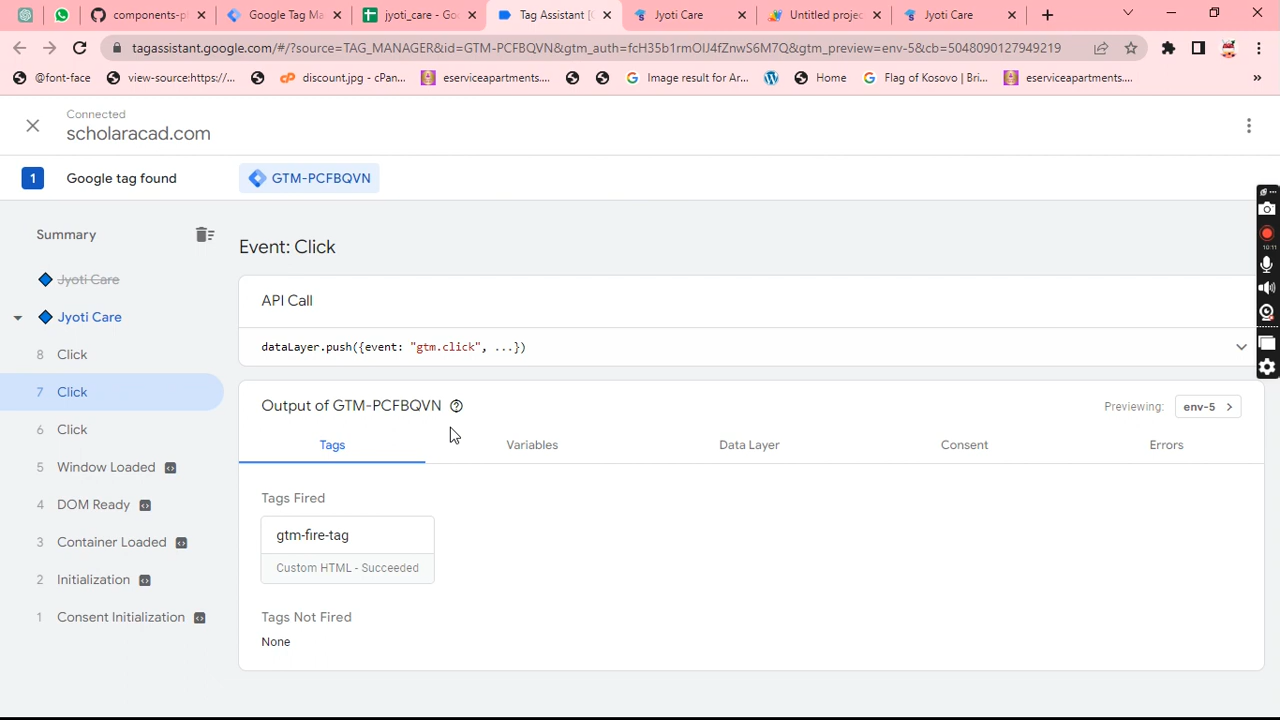 components-p
Google Tag Ma
jyoti_care - Goo
Tag Assistant [
Jyoti Care
Untitled projec
Jyoti Care
tagassistant.google.com/#/?source=TAG_MANAGER&id=GTM-PCFBQVN&gtm_auth=fcH35b1rmOIJ4fZnwS6M7Q&gtm_preview=env-5&cb=5048090127949219
@font-face
view-source:https://...
discount.jpg - cPan...
eserviceapartments....
Image result for Ar...
Home
Flag of Kosovo | Bri...
eserviceapartments....
»
Connected
scholaracad.com
1 Google tag found GTM-PCFBQVN
Summary
Jyoti Care
Jyoti Care
8 Click
7 Click
6 Click
5 Window Loaded
4 DOM Ready
3 Container Loaded
2 Initialization
1 Consent Initialization
Event: Click
API Call
dataLayer.push({event: "gtm.click", ...})
Output of GTM-PCFBQVN
Previewing: env-5
Tags Variables Data Layer Consent Errors
Tags Fired
gtm-fire-tag
Custom HTML - Succeeded
Tags Not Fired
None
10:11